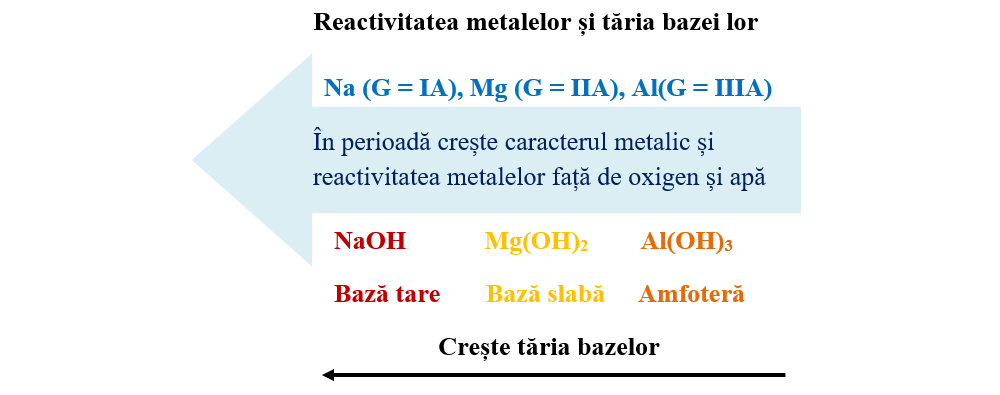 Reactivitatea metalelor și tăria bazei lor
Na (G = IA), Mg (G = IIA), Al(G = IIIA)
În perioadă crește caracterul metalic și
reactivitatea metalelor față de oxigen și apă
NaOH Mg(OH)₂ Al(OH)₃
Bază tare Bază slabă Amfoteră
Crește tăria bazelor